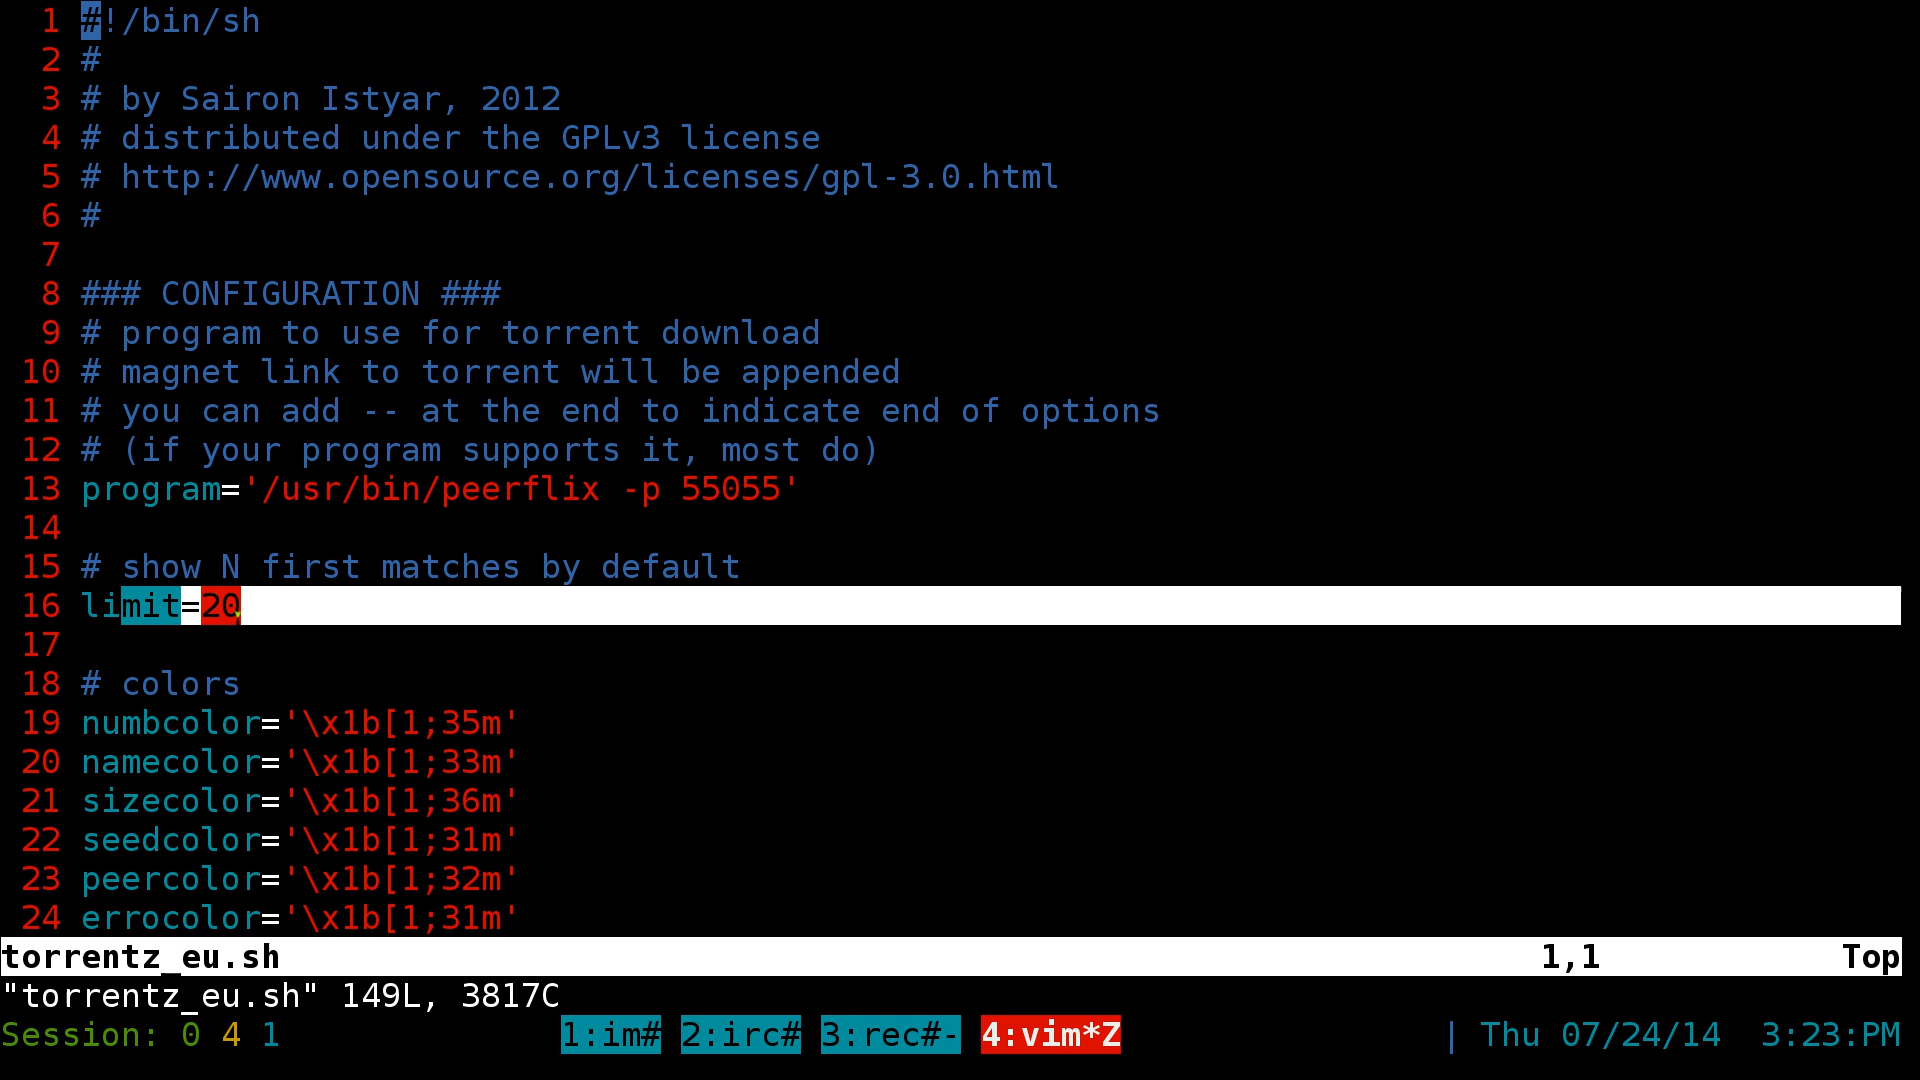 1 #!/bin/sh
2 #
3 # by Sairon Istyar, 2012
4 # distributed under the GPLv3 license
5 # http://www.opensource.org/licenses/gpl-3.0.html
6 #
7
8 ### CONFIGURATION ###
9 # program to use for torrent download
10 # magnet link to torrent will be appended
11 # you can add -- at the end to indicate end of options
12 # (if your program supports it, most do)
13 program='/usr/bin/peerflix -p 55055'
14
15 # show N first matches by default
16 limit=20
17
18 # colors
19 numbcolor='\x1b[1;35m'
20 namecolor='\x1b[1;33m'
21 sizecolor='\x1b[1;36m'
22 seedcolor='\x1b[1;31m'
23 peercolor='\x1b[1;32m'
24 errocolor='\x1b[1;31m'
torrentz_eu.sh 1,1 Top
"torrentz_eu.sh" 149L, 3817C
Session: 0 4 1 1:im# 2:irc# 3:rec#- 4:vim*Z | Thu 07/24/14 3:23:PM